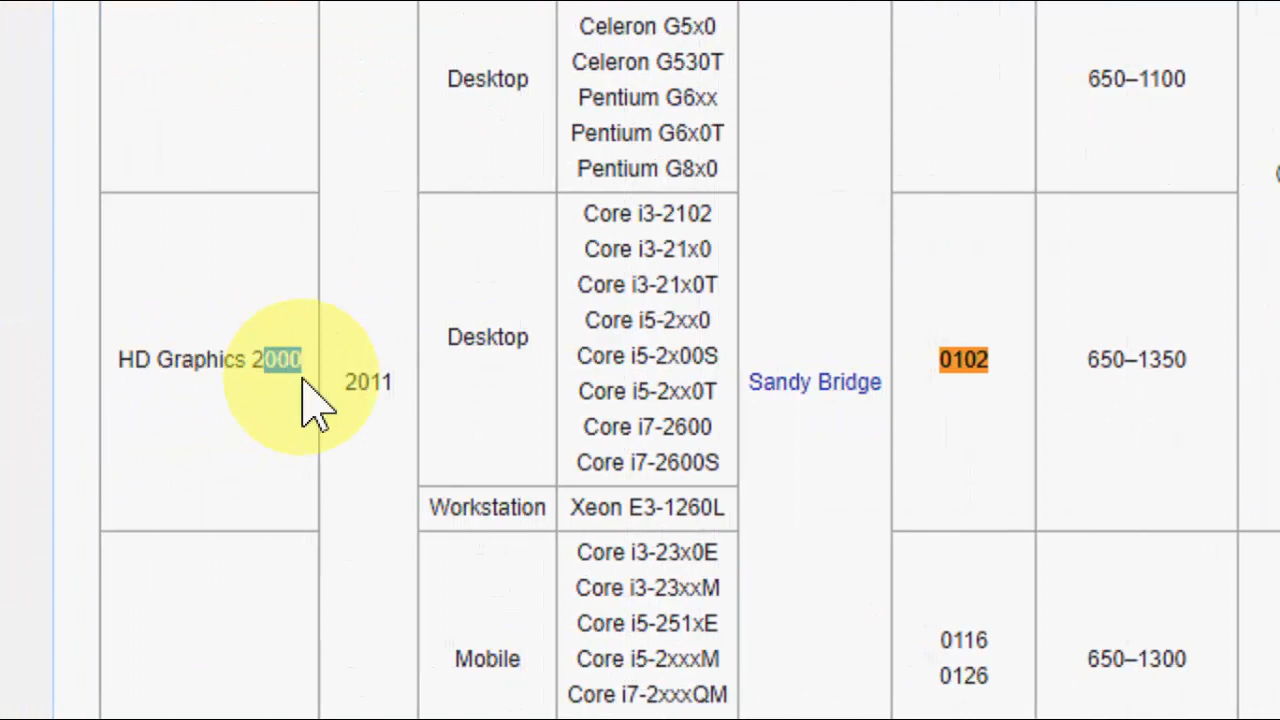 Celeron G5x0
Celeron G530T
Desktop
Pentium G6xx
650–1100
Pentium G6x0T
Pentium G8x0
HD Graphics 2000
2011
Desktop
Core i3-2102
Core i3-21x0
Core i3-21x0T
Core i5-2xx0
Core i5-2x00S
Core i5-2xx0T
Core i7-2600
Core i7-2600S
Sandy Bridge
0102
650–1350
Workstation
Xeon E3-1260L
Mobile
Core i3-23x0E
Core i3-23xxM
Core i5-251xE
Core i5-2xxxM
Core i7-2xxxQM
0116
0126
650–1300